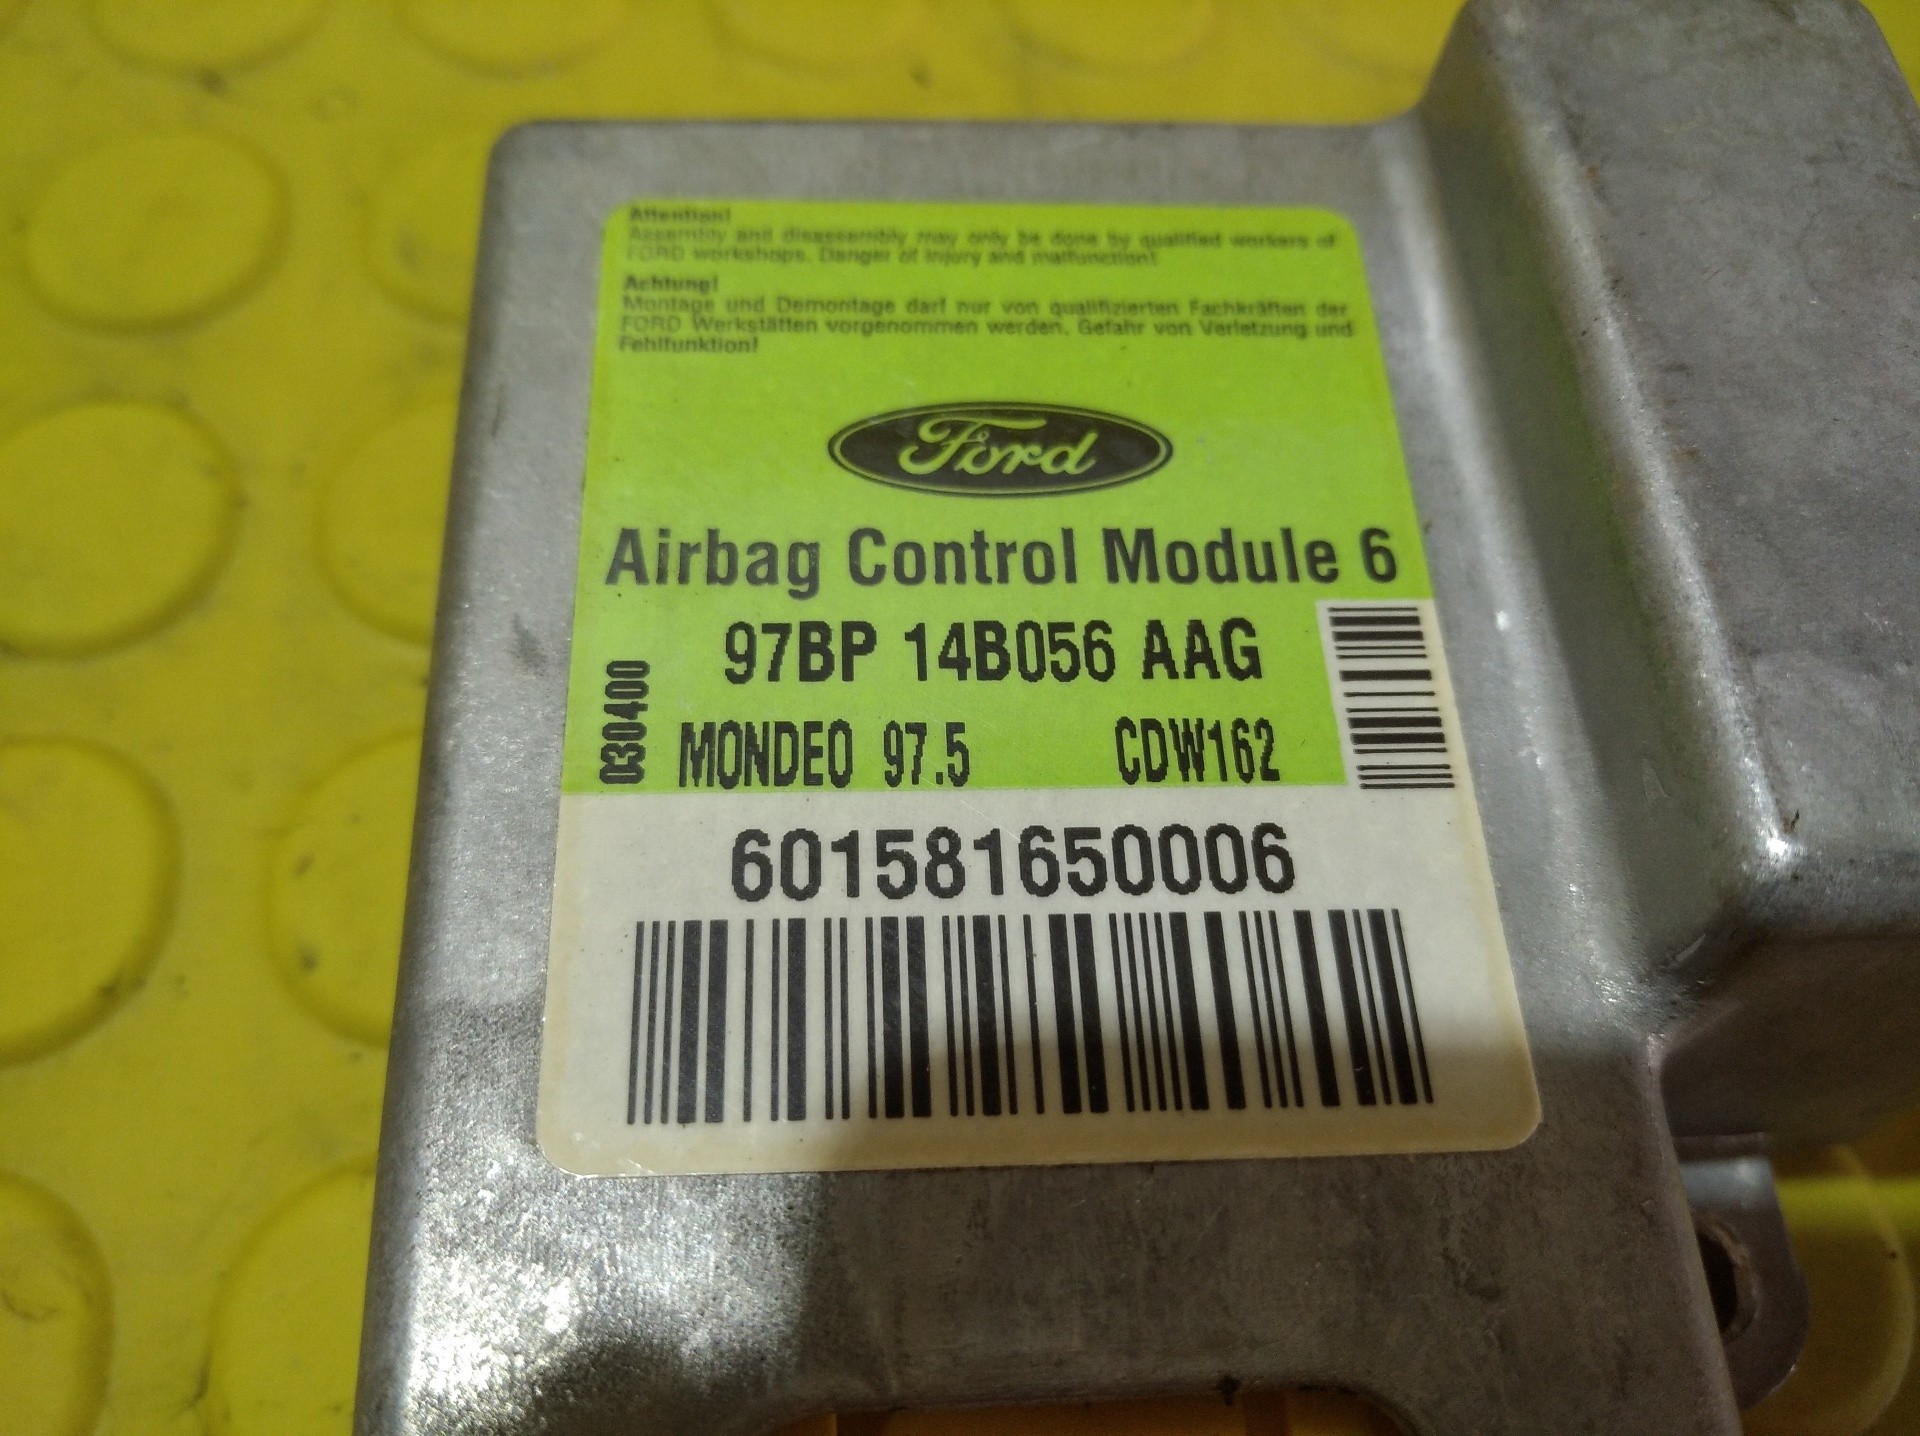 Attention!
Assembly and disassembly may only be done by qualified workers of
FORD workshops. Danger of injury and malfunction!
Achtung!
Montage und Demontage darf nur von qualifizierten Fachkräften der
FORD Werkstätten vorgenommen werden. Gefahr von Verletzung und
Fehlfunktion!
Ford
Airbag Control Module 6
97BP 14B056 AAG
030400
MONDEO 97.5 CDW162
601581650006